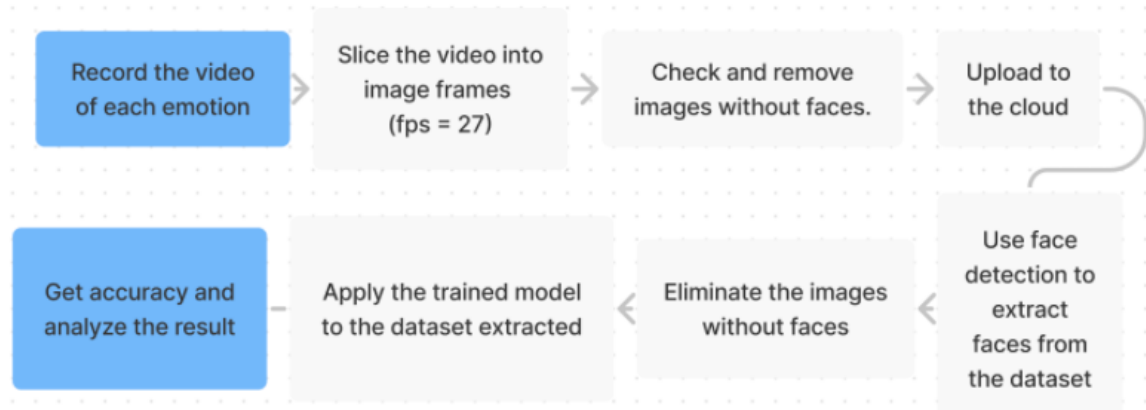 Record the video
of each emotion
Slice the video into
image frames
(fps = 27)
Check and remove
images without faces.
Upload to
the cloud
Use face
detection to
extract
faces from
the dataset
Eliminate the images
without faces
Apply the trained model
to the dataset extracted
Get accuracy and
analyze the result